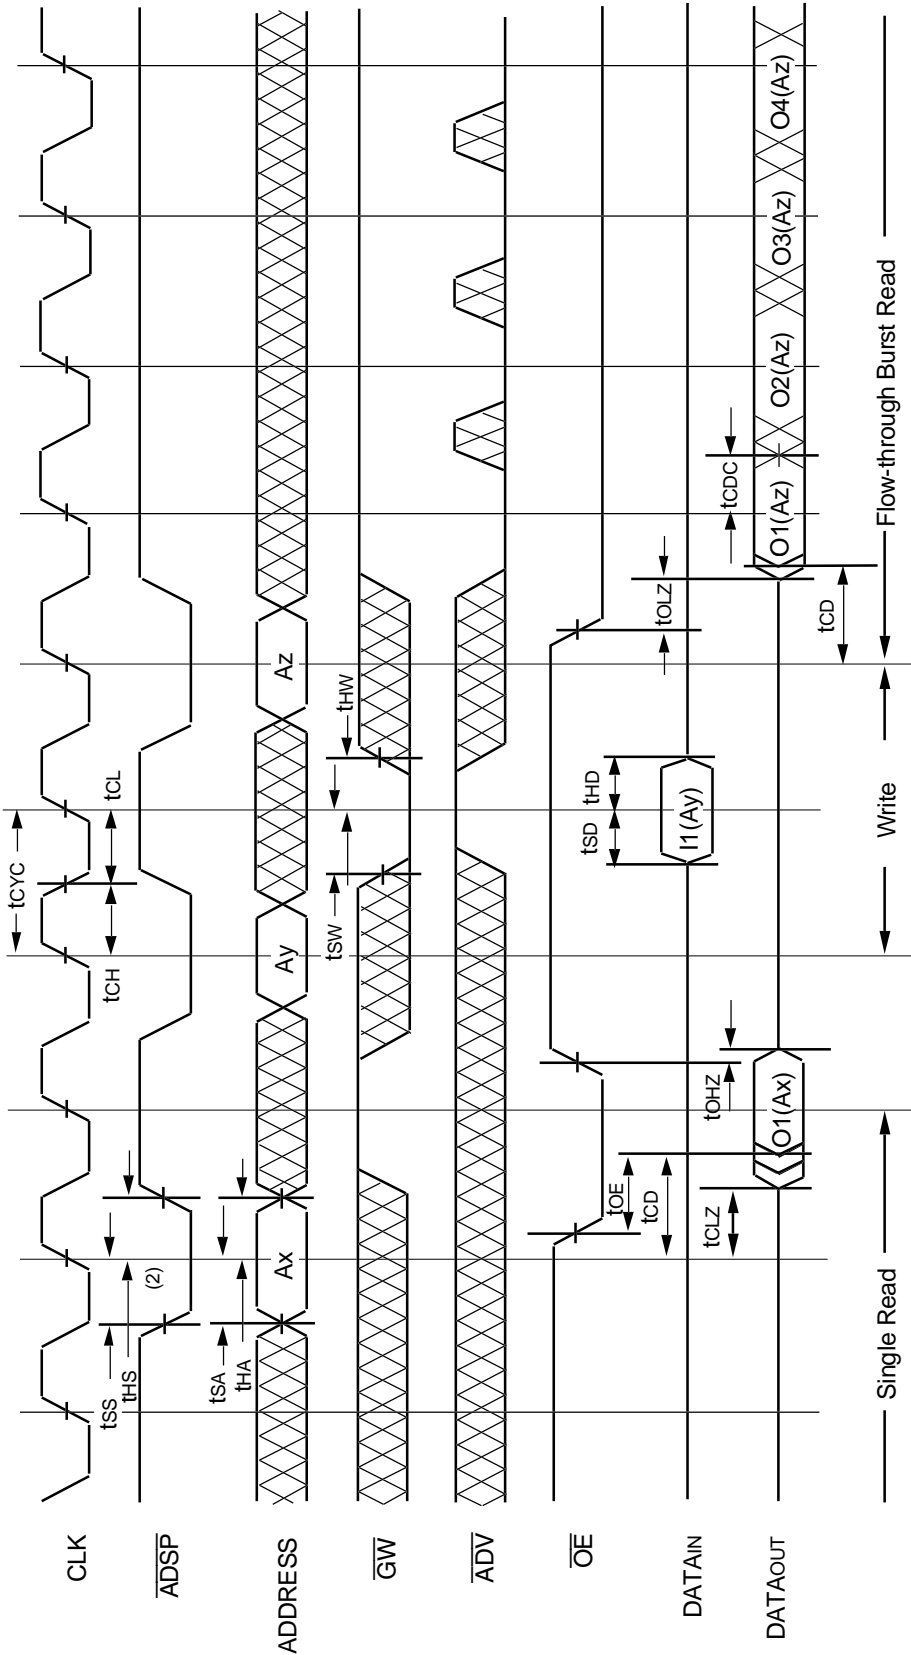 CLK
tCYC
tCH
tCL
ADSP
tSS
tHS
(2)
ADDRESS
tSA
tHA
Ax
Ay
Az
GW
tSW
tHW
ADV
OE
tOE
tCD
tOHZ
tOLZ
DATAIN
tSD
tHD
I1(Ay)
tCLZ
tCDC
DATAOUT
O1(Ax)
O1(Az)
O2(Az)
O3(Az)
O4(Az)
tCD
Single Read
Write
Flow-through Burst Read